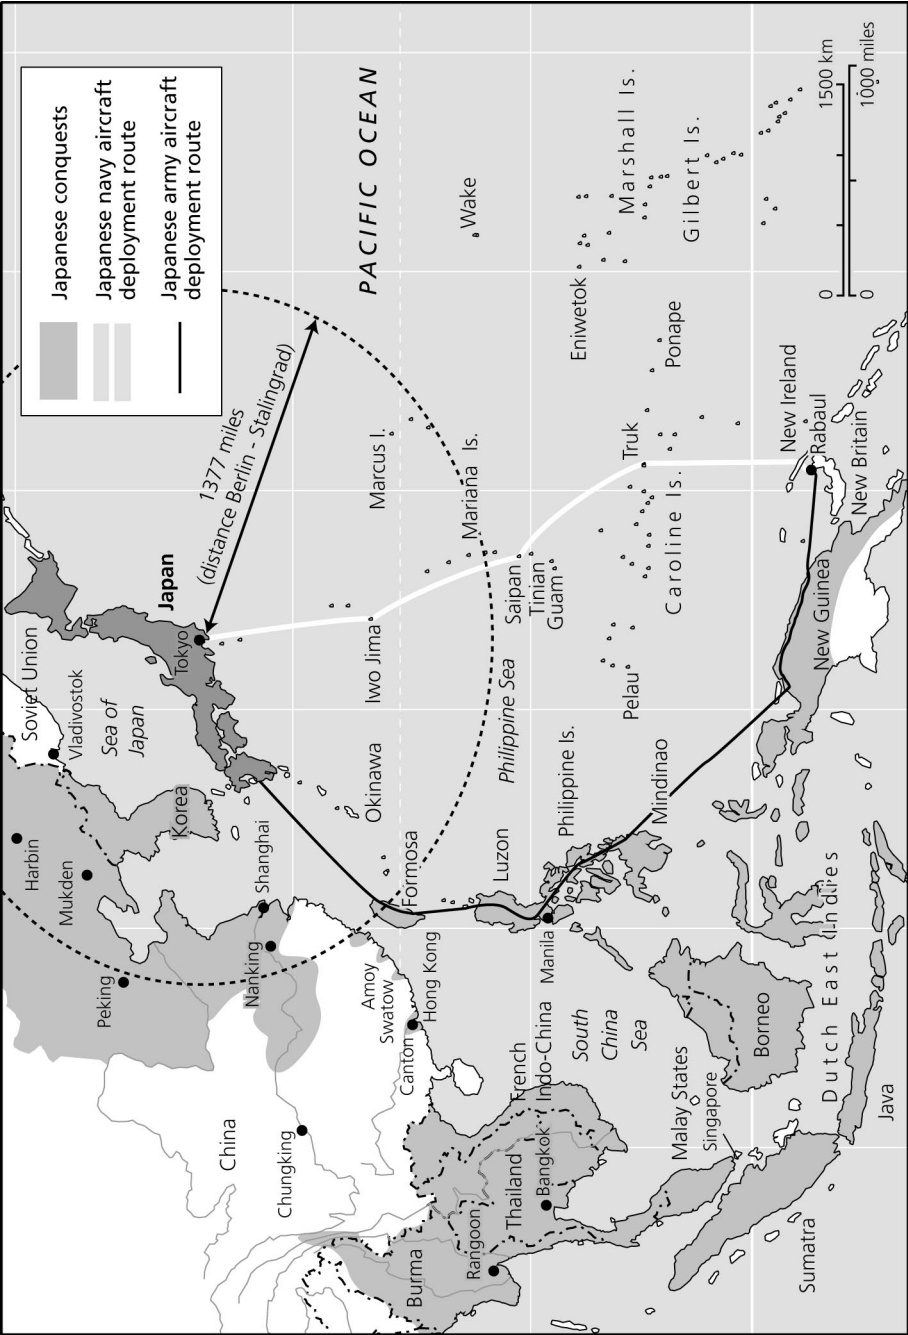 Japanese conquests
Japanese navy aircraft
deployment route
Japanese army aircraft
deployment route
Soviet Union
Harbin
Vladivostok
Mukden
Sea of
Japan
Japan
Peking
Korea
Tokyo
1377 miles
(distance Berlin - Stalingrad)
PACIFIC OCEAN
China
Nanking
Shanghai
Chungking
Okinawa
Iwo Jima
Marcus I.
Amoy
Swatow
Formosa
Canton
Hong Kong
Mariana Is.
Wake
Burma
Rangoon
Thailand
Bangkok
French
Indo-China
Luzon
Philippine Sea
Saipan
Tinian
Guam
Manila
Philippine Is.
South
China
Sea
Eniwetok
Marshall Is.
Pelau
Truk
Mindinao
Caroline Is.
Ponape
Gilbert Is.
Malay States
Singapore
Borneo
Sumatra
Dutch East Indires
Java
New Guinea
New Ireland
Rabaul
New Britain
0
1500 km
0
1000 miles